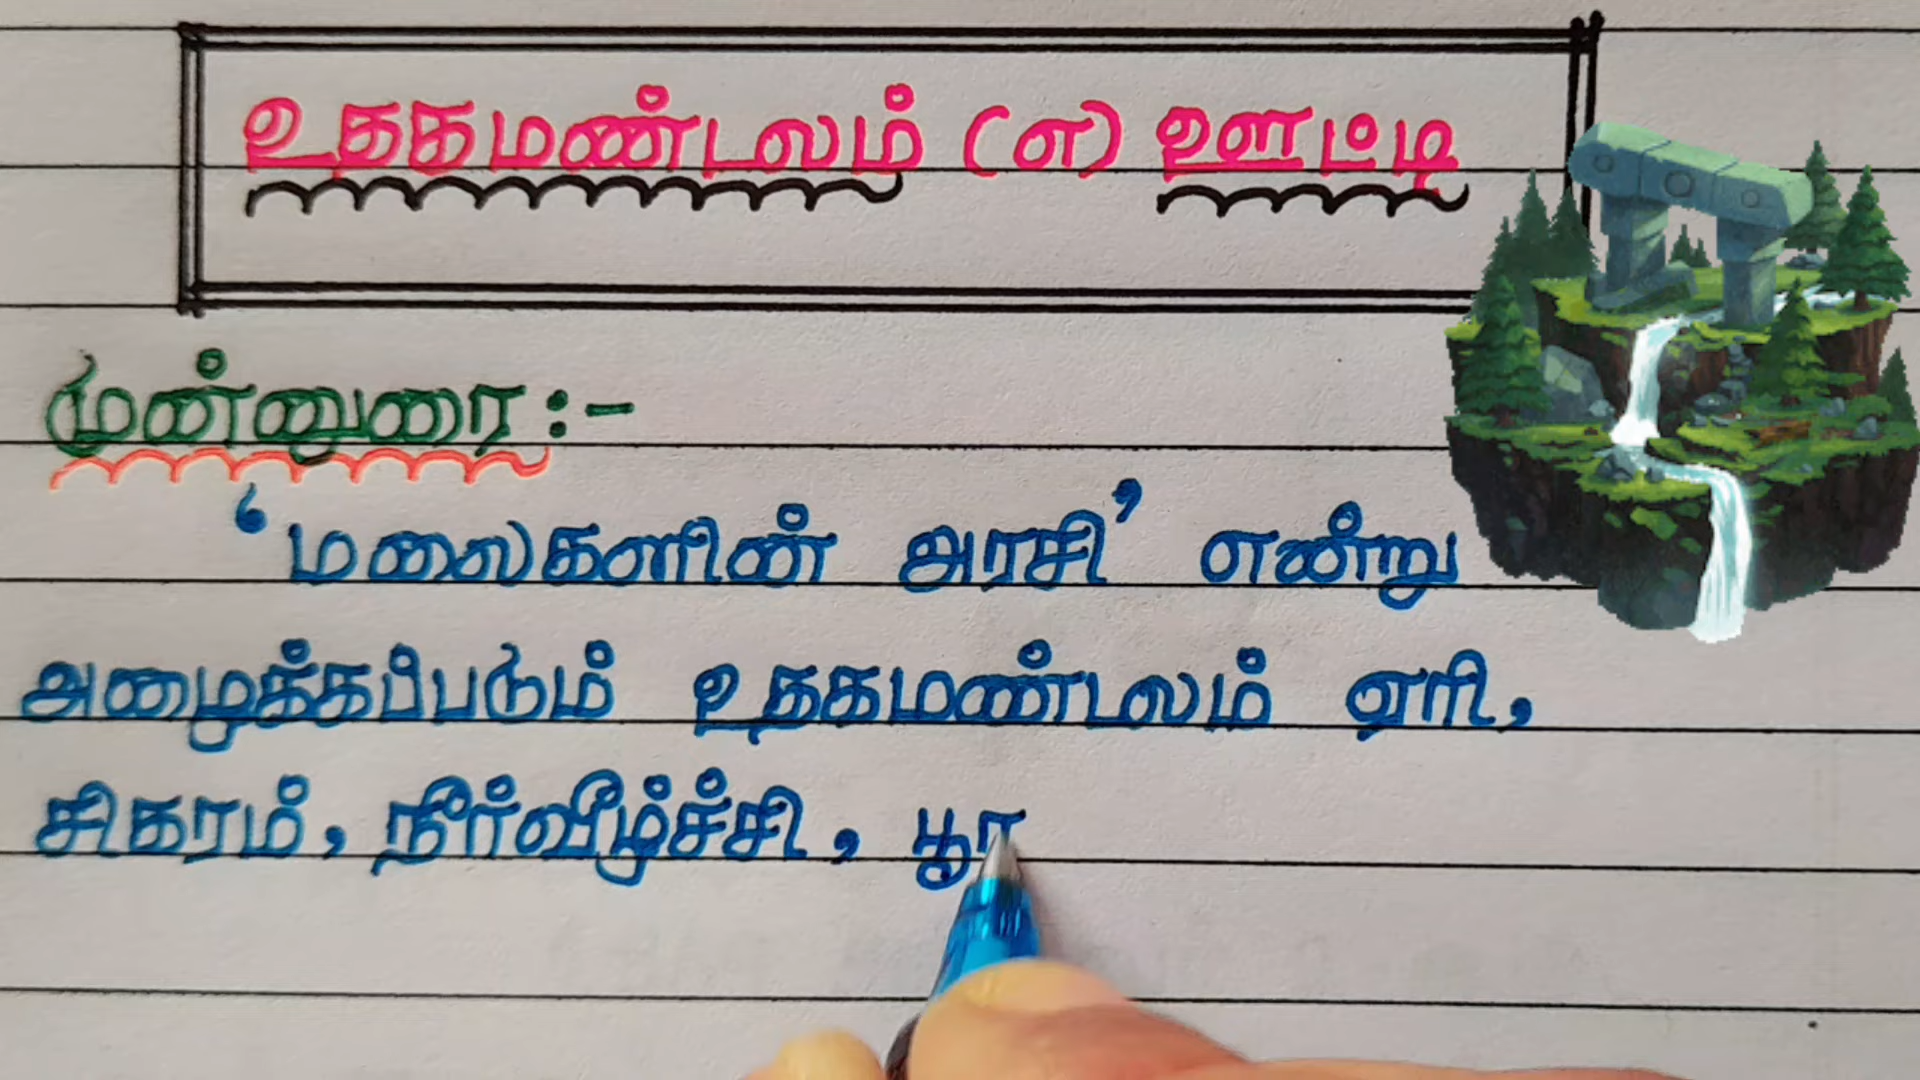 உதகமண்டலம் (எ) ஊட்டி
முன்னுரை:-
'மலைகளின் அரசி' என்று
அழைக்கப்படும் உதகமண்டலம் ஏரி,
சிகரம், நீர்வீழ்ச்சி, பூ